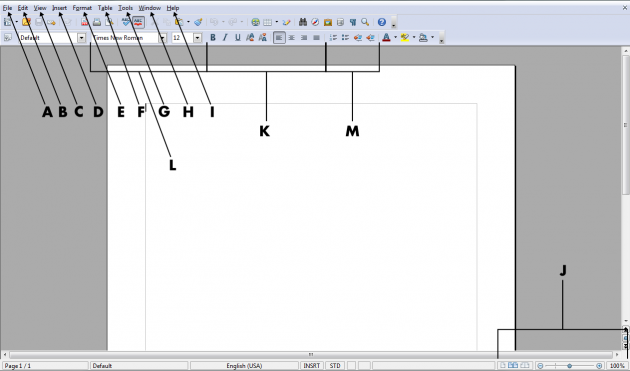 File Edit View Insert Format Table Tools Window Help
Default Times New Roman 12 B I U
A B C D E F G H I
K M
L
J
Page 1 / 1 Default English (USA) INSRT STD 100%